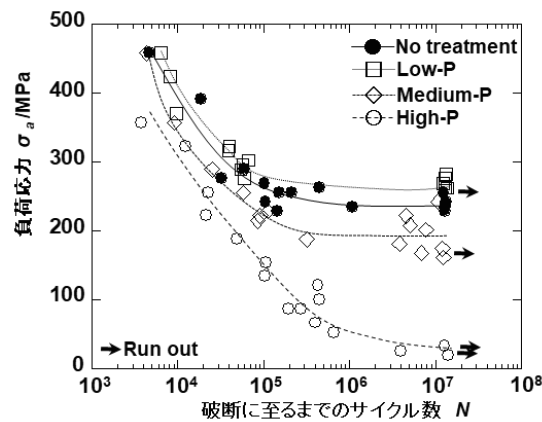 500
400
300
200
100
0
負荷応力 σa /MPa
No treatment
Low-P
Medium-P
High-P
Run out
10³ 10⁴ 10⁵ 10⁶ 10⁷ 10⁸
破断に至るまでのサイクル数 N